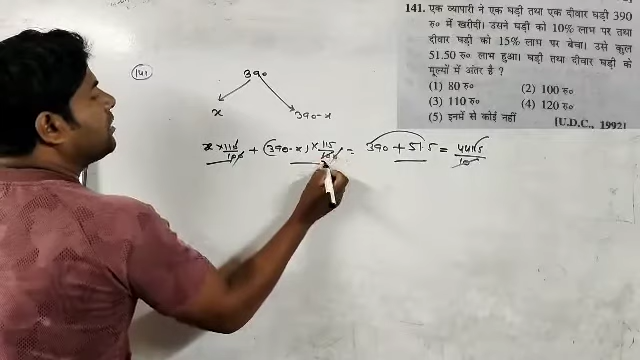 141. एक व्यापारी ने एक घड़ी तथा एक दीवार घड़ी 390
रु० में खरीदी। उसने घड़ी को 10% लाभ पर तथा
दीवार घड़ी को 15% लाभ पर बेचा। उसे कुल
51.50 रु० लाभ हुआ। घड़ी तथा दीवार घड़ी के
मूल्यों में अंतर है ?
(1) 80 रु० (2) 100 रु०
(3) 110 रु० (4) 120 रु०
(5) इनमें से कोई नहीं [U.D.C., 1992]
141
390
x 390-x
x × 110/100 + (390-x) × 115/100 = 390 + 51.5 = 4415/10